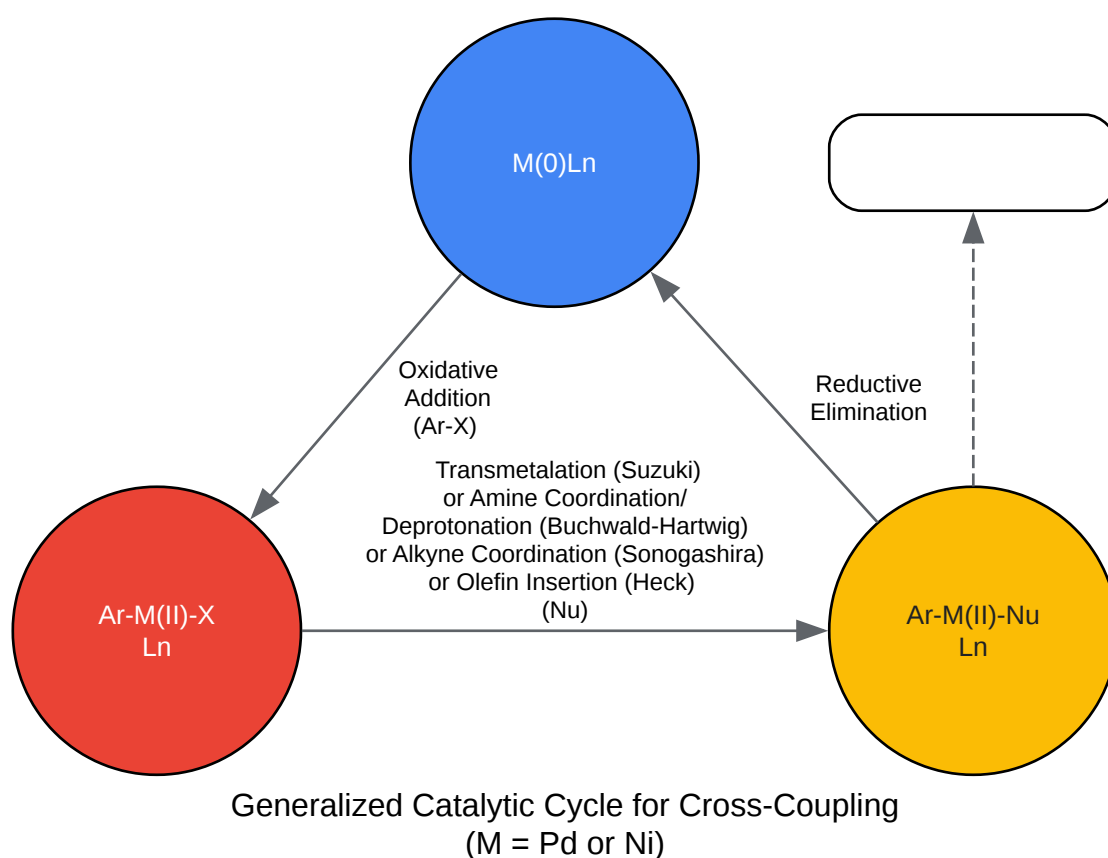 M(0)Ln
Oxidative
Addition
(Ar-X)
Reductive
Elimination
Transmetalation (Suzuki)
or Amine Coordination/
Deprotonation (Buchwald-Hartwig)
or Alkyne Coordination (Sonogashira)
or Olefin Insertion (Heck)
(Nu)
Ar-M(II)-X
Ln
Ar-M(II)-Nu
Ln
Generalized Catalytic Cycle for Cross-Coupling
(M = Pd or Ni)